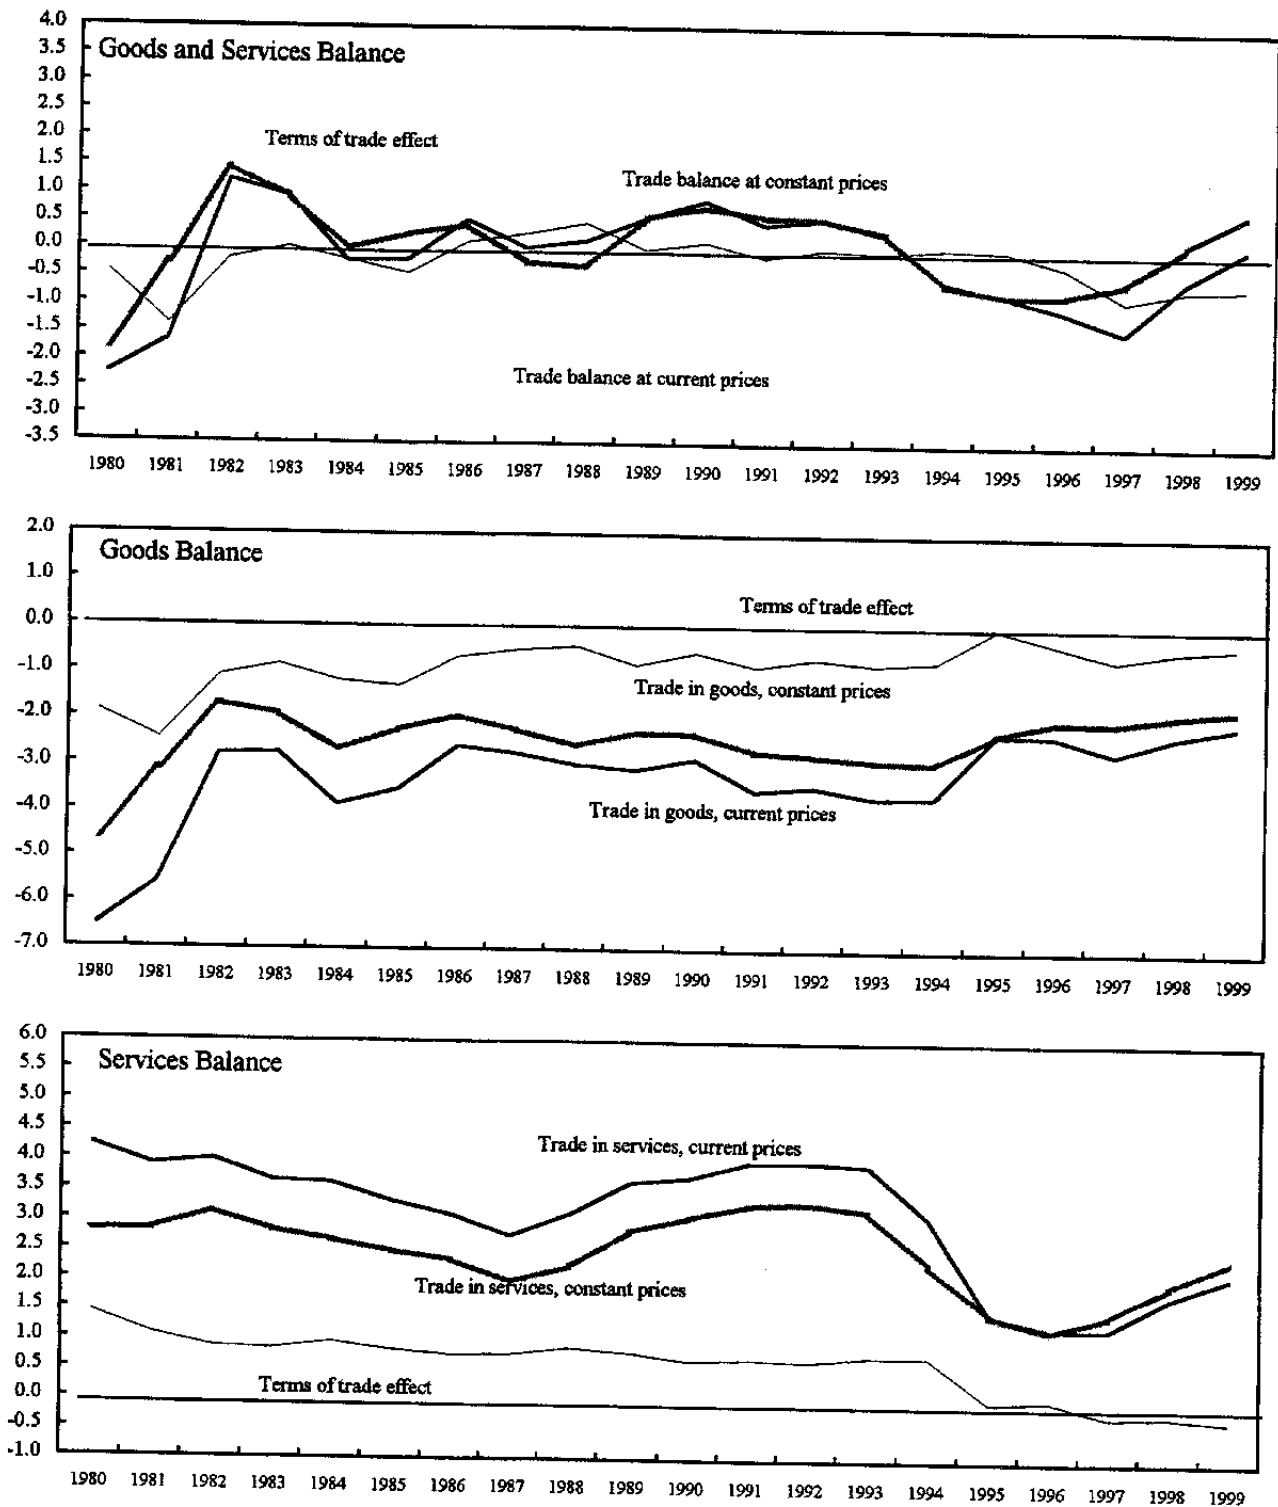 4.0
Goods and Services Balance
3.5
3.0
2.5
2.0
Terms of trade effect
1.5
Trade balance at constant prices
1.0
0.5
0.0
-0.5
-1.0
-1.5
-2.0
Trade balance at current prices
-2.5
-3.0
-3.5
1980 1981 1982 1983 1984 1985 1986 1987 1988 1989 1990 1991 1992 1993 1994 1995 1996 1997 1998 1999
2.0
Goods Balance
1.0
Terms of trade effect
0.0
-1.0
Trade in goods, constant prices
-2.0
-3.0
Trade in goods, current prices
-4.0
-5.0
-6.0
-7.0
1980 1981 1982 1983 1984 1985 1986 1987 1988 1989 1990 1991 1992 1993 1994 1995 1996 1997 1998 1999
6.0
Services Balance
5.5
5.0
4.5
Trade in services, current prices
4.0
3.5
3.0
2.5
2.0
Trade in services, constant prices
1.5
1.0
0.5
Terms of trade effect
0.0
-0.5
-1.0
1980 1981 1982 1983 1984 1985 1986 1987 1988 1989 1990 1991 1992 1993 1994 1995 1996 1997 1998 1999